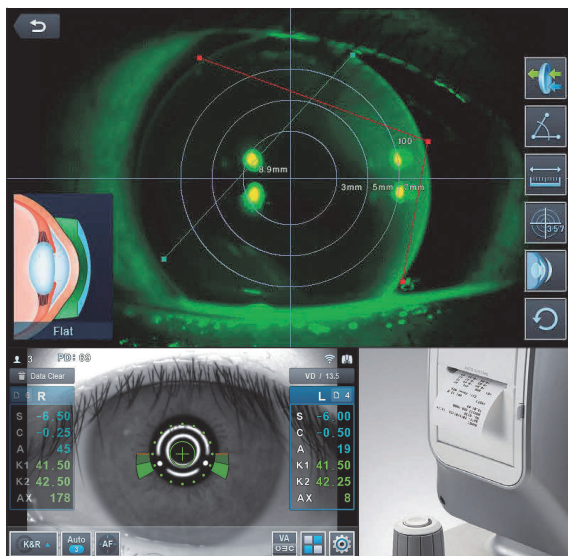 100
8.9mm
3mm
5mm
7mm
357
Flat
3
PD: 69
Data Clear
VD / 13.5
6 R
L 4
S -6.50
C -0.25
A 45
K1 41.50
K2 42.50
AX 178
S -6.00
C -0.50
A 19
K1 41.50
K2 42.25
AX 8
K&R
Auto
3
AF
VA